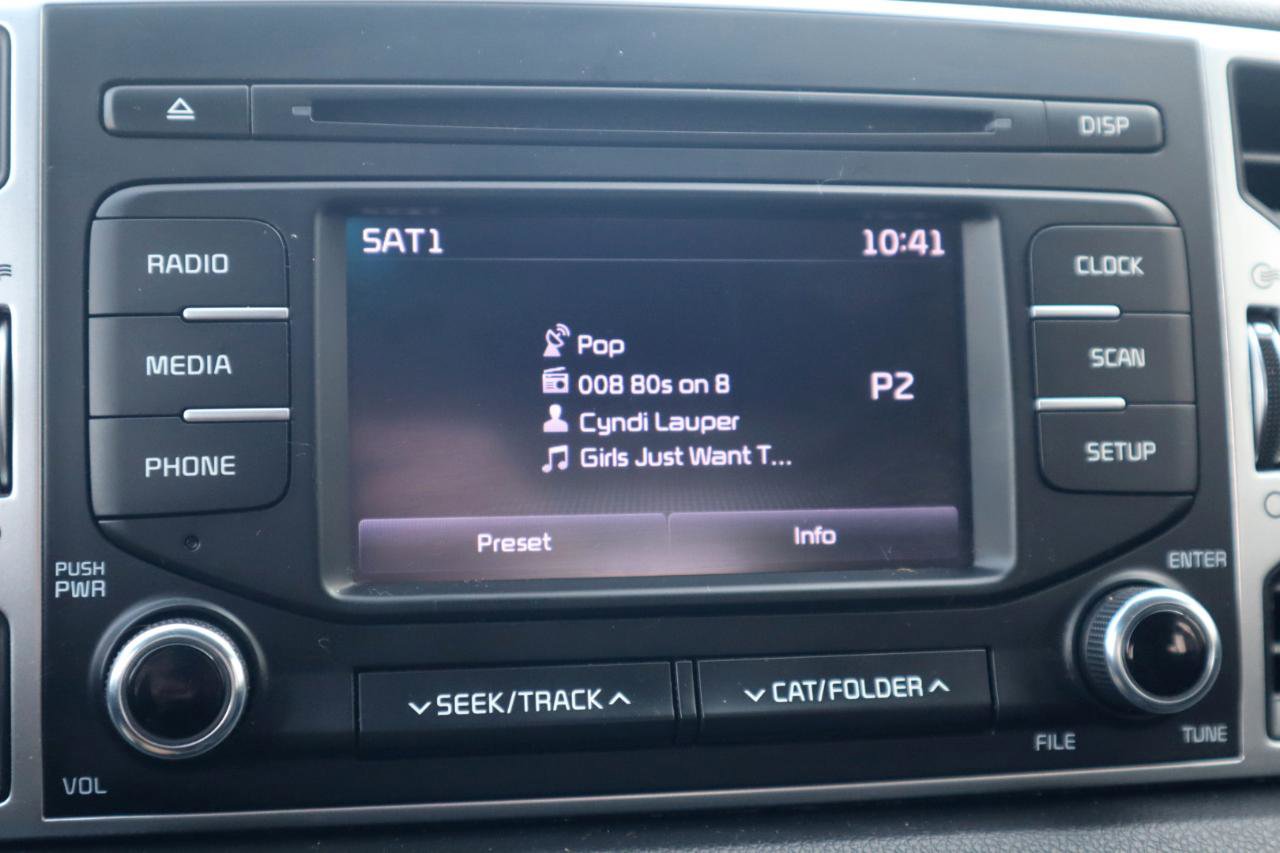 DISP
RADIO
MEDIA
PHONE
SAT1 10:41
Pop
008 80s on 8
Cyndi Lauper
Girls Just Want T...
P2
Preset Info
CLOCK
SCAN
SETUP
PUSH
PWR
VOL
∨ SEEK/TRACK ∧
∨ CAT/FOLDER ∧
ENTER
FILE
TUNE